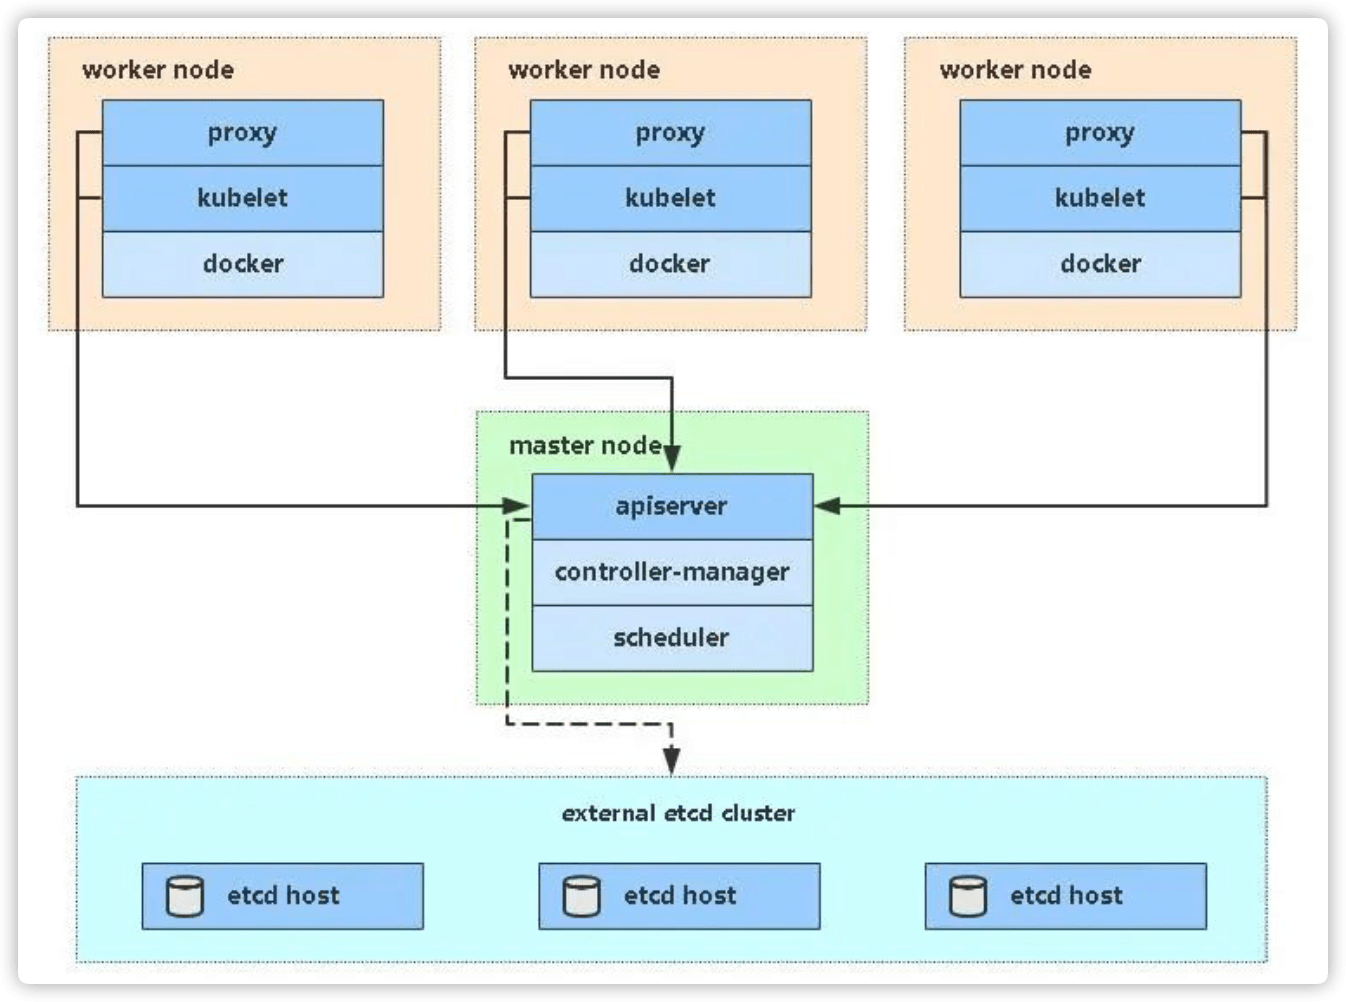 worker node
proxy
kubelet
docker
worker node
proxy
kubelet
docker
worker node
proxy
kubelet
docker
master node
apiserver
controller-manager
scheduler
external etcd cluster
etcd host
etcd host
etcd host